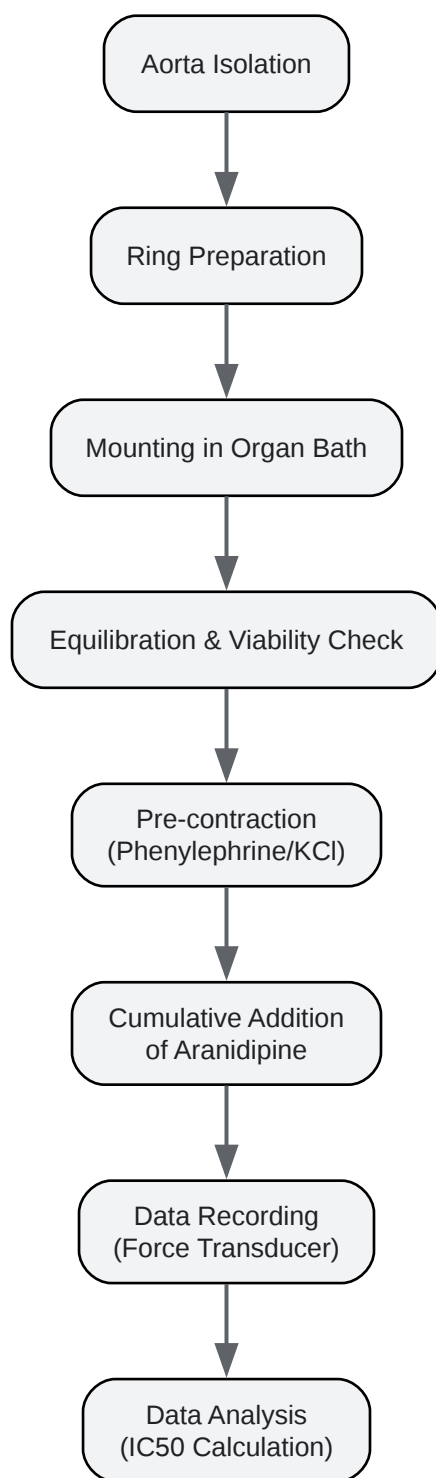 Aorta Isolation
Ring Preparation
Mounting in Organ Bath
Equilibration & Viability Check
Pre-contraction
(Phenylephrine/KCl)
Cumulative Addition
of Aranidipine
Data Recording
(Force Transducer)
Data Analysis
(IC50 Calculation)